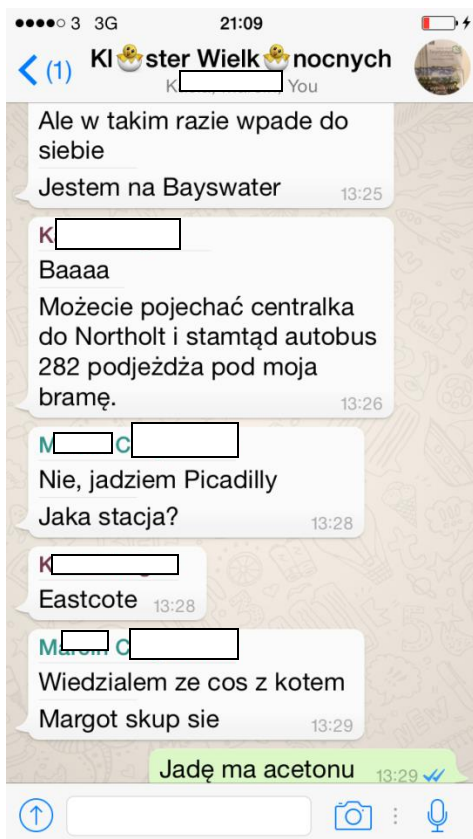 3 3G 21:09
(1) Kl🐣ster Wielk🐣nocnych
K You
Ale w takim razie wpade do
siebie
Jestem na Bayswater 13:25
K
Baaaa
Możecie pojechać centralka
do Northolt i stamtąd autobus
282 podjeżdża pod moja
bramę. 13:26
M C
Nie, jadziem Picadilly
Jaka stacja? 13:28
K
Eastcote 13:28
C
Wiedzialem ze cos z kotem
Margot skup sie 13:29
Jadę ma acetonu 13:29